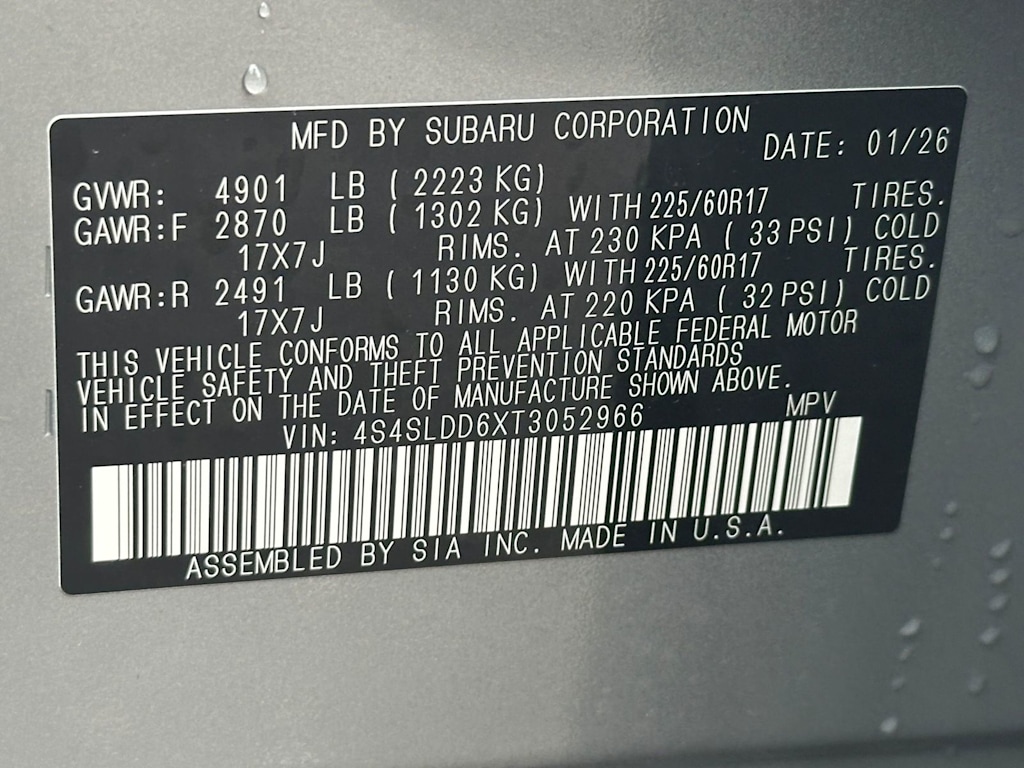 MFD BY SUBARU CORPORATION
DATE: 01/26
GVWR: 4901 LB ( 2223 KG)
GAWR:F 2870 LB ( 1302 KG) WITH 225/60R17 TIRES.
17X7J RIMS. AT 230 KPA ( 33 PSI) COLD
GAWR:R 2491 LB ( 1130 KG) WITH 225/60R17 TIRES.
17X7J RIMS. AT 220 KPA ( 32 PSI) COLD
THIS VEHICLE CONFORMS TO ALL APPLICABLE FEDERAL MOTOR
VEHICLE SAFETY AND THEFT PREVENTION STANDARDS
IN EFFECT ON THE DATE OF MANUFACTURE SHOWN ABOVE.
VIN: 4S4SLDD6XT3052966 MPV
ASSEMBLED BY SIA INC. MADE IN U.S.A.